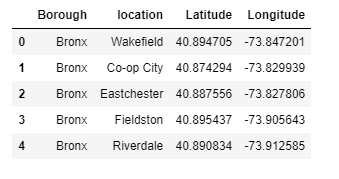 Borough location Latitude Longitude
0 Bronx Wakefield 40.894705 -73.847201
1 Bronx Co-op City 40.874294 -73.829939
2 Bronx Eastchester 40.887556 -73.827806
3 Bronx Fieldston 40.895437 -73.905643
4 Bronx Riverdale 40.890834 -73.912585